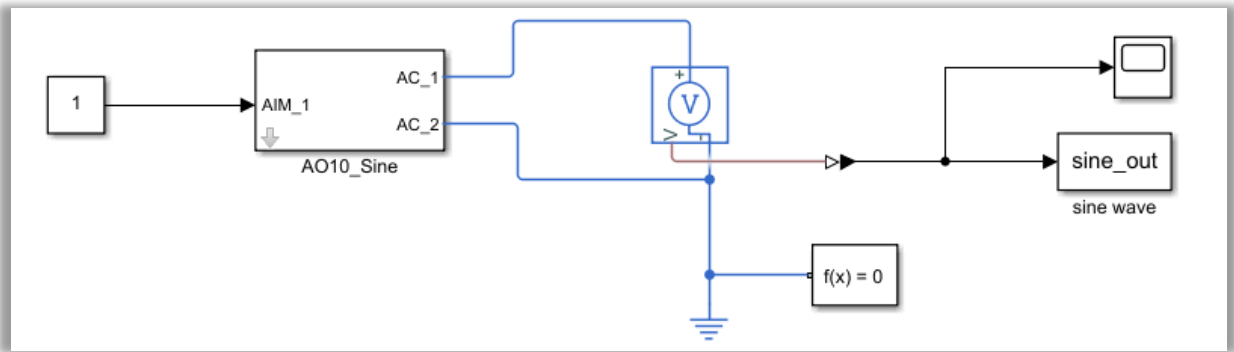 1
AIM_1
AC_1
AC_2
AO10_Sine
+
V
V
-
sine_out
sine wave
f(x) = 0